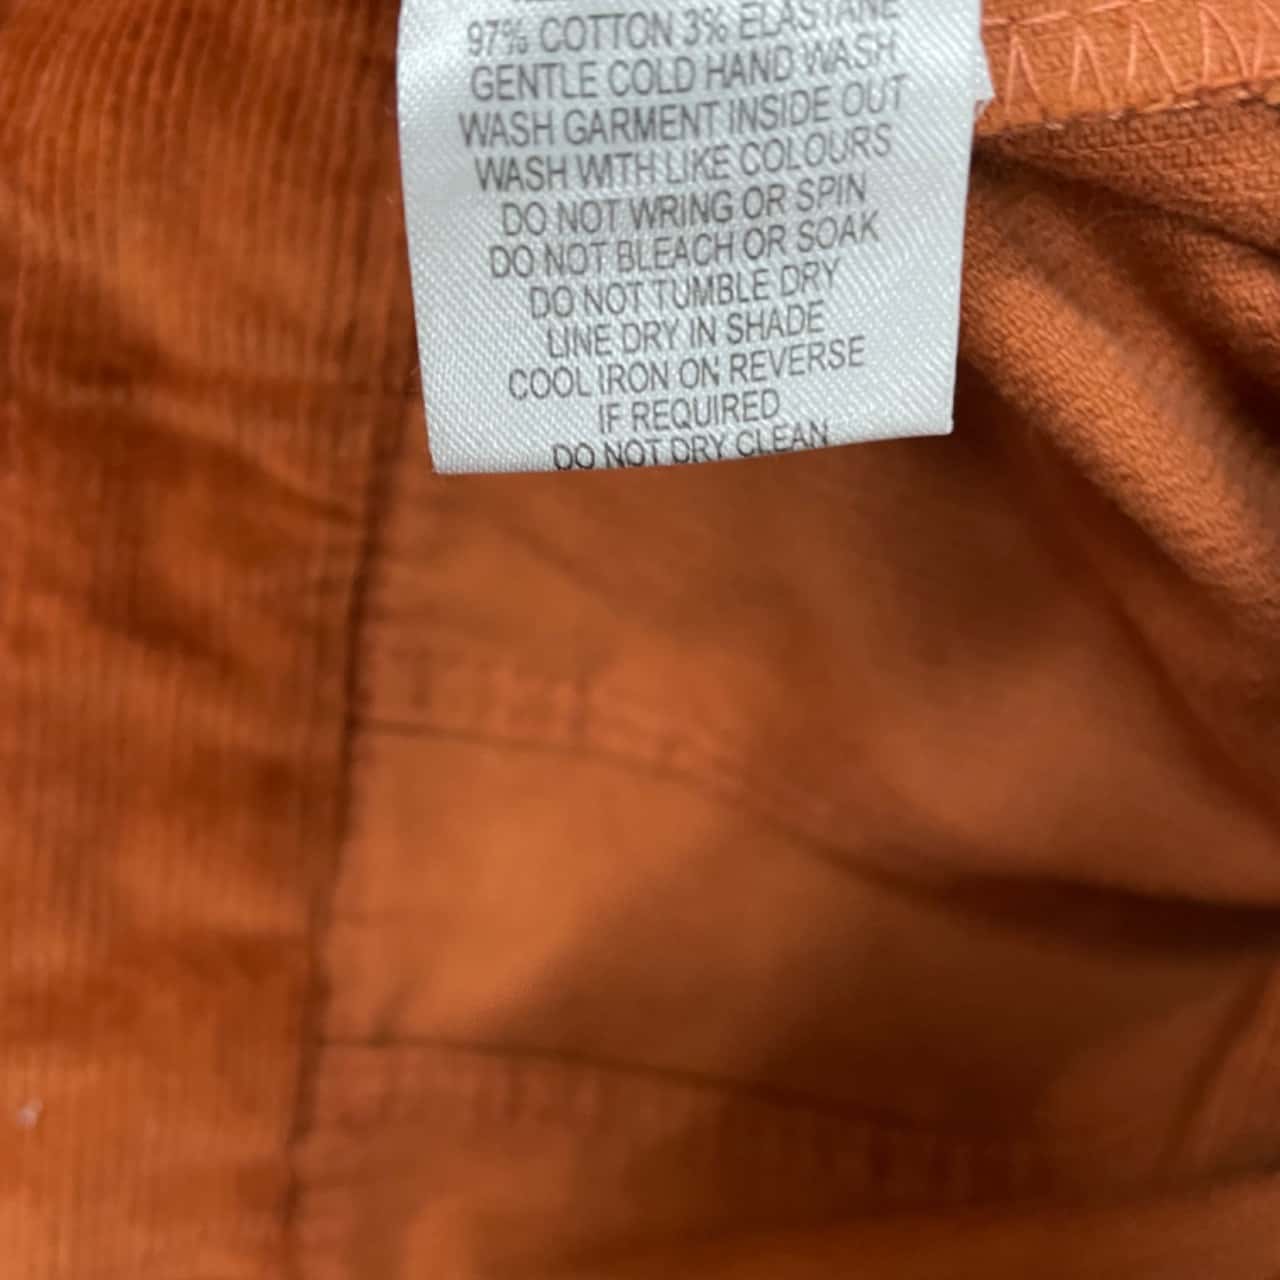 97% COTTON 3% ELASTANE
GENTLE COLD HAND WASH
WASH GARMENT INSIDE OUT
WASH WITH LIKE COLOURS
DO NOT WRING OR SPIN
DO NOT BLEACH OR SOAK
DO NOT TUMBLE DRY
LINE DRY IN SHADE
COOL IRON ON REVERSE
IF REQUIRED
DO NOT DRY CLEAN